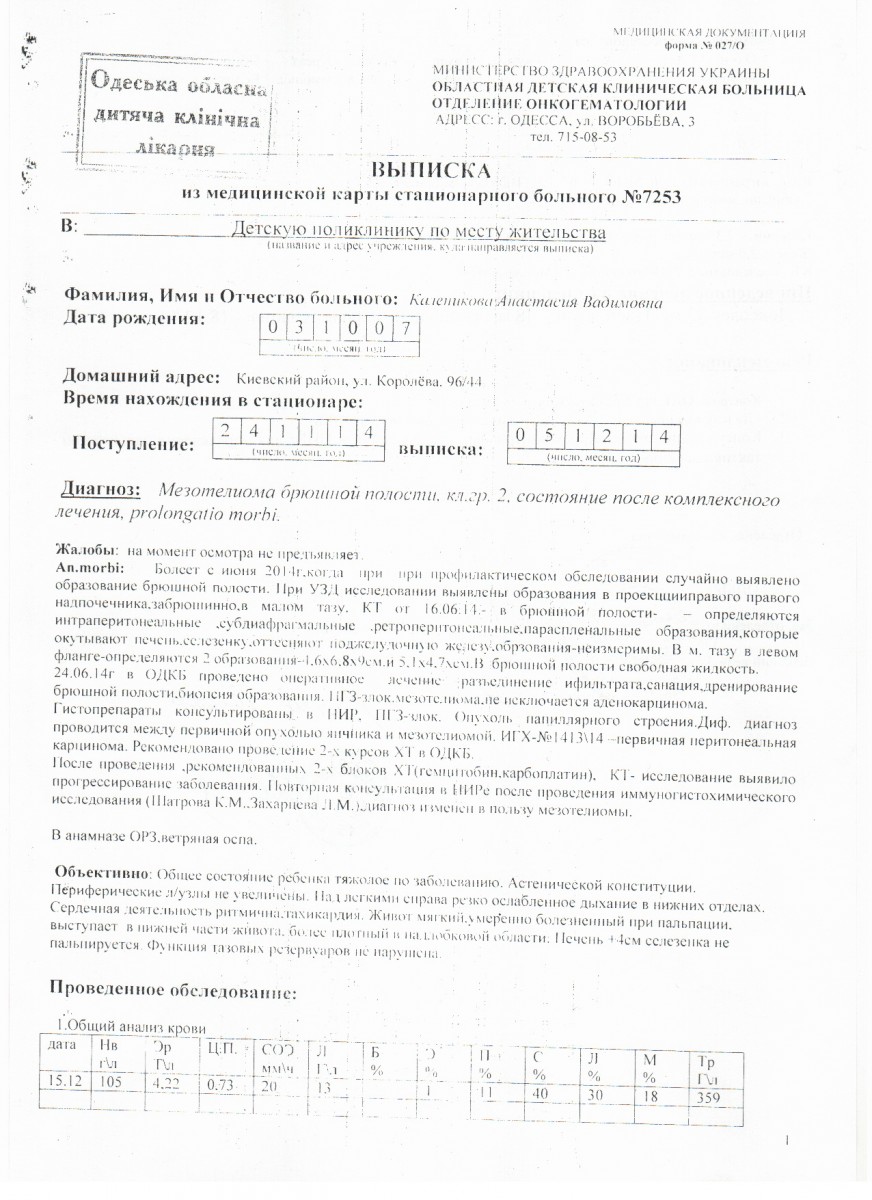 МЕДИЦИНСКАЯ ДОКУМЕНТАЦІЯ
форма № 027/О
Одеська обласна
дитяча клінічна
лікарня
МИНИСТЕРСТВО ЗДРАВООХРАНЕНИЯ УКРАИНЫ
ОБЛАСТНАЯ ДЕТСКАЯ КЛИНИЧЕСКАЯ БОЛЬНИЦА
ОТДЕЛЕНИЕ ОНКОГЕМАТОЛОГИИ
АДРЕСС: г. ОДЕССА, ул. ВОРОБЬЁВА, 3
тел. 715-08-53
ВЫПИСКА
из медицинской карты стационарного больного №7253
В: Детскую поликлинику по месту жительства
(название и адрес учреждения, куда направляется выписка)
Фамилия, Имя и Отчество больного: Каленикова Анастасия Вадимовна
Дата рождения: 0 3 1 0 0 7
(число, месяц, год)
Домашний адрес: Киевский район, ул. Королёва. 96/44
Время нахождения в стационаре:
Поступление: 2 4 1 1 1 4 выписка: 0 5 1 2 1 4
(число, месяц, год) (число, месяц, год)
Диагноз: Мезотелиома брюшной полости, кл.гр. 2, состояние после комплексного
лечения, prolongatio morbi.
Жалобы: на момент осмотра не предъявляет.
An.morbi: Болеет с июня 2014г,когда при при профилактическом обследовании случайно выявлено
образование брюшной полости. При УЗД исследовании выявлены образования в проекцииправого правого
надпочечника,забрюшинно,в малом тазу. КТ от 16.06.14.- в брюшной полости- – определяются
интраперитонеальные ,субдиафрагмальные ,ретроперитонеальные,параспленальные образования,которые
окутывают печень,селезенку,оттесняют поджелудочную железу,обрзования-неизмеримы. В м. тазу в левом
фланге-определяются 2 образования-4,6х6,8х9см.и 5,1х4,7хсм.В брюшной полости свободная жидкость.
24.06.14г в ОДКБ проведено оперативное лечение :разъединение ифильтрата,санация,дренирование
брюшной полости,биопсия образования. ПГЗ-злок.мезотелиома,не исключается аденокарцинома.
Гистопрепараты консультированы в НИР, ПГЗ-злок. Опухоль папиллярного строения.Диф. диагноз
проводится между первичной опухолью яичника и мезотелиомой. ИГХ-№1413\14 –первичная перитонеальная
карцинома. Рекомендовано проведение 2-х курсов ХТ в ОДКБ.
После проведения ,рекомендованных 2-х блоков ХТ(гемцитобин,карбоплатин), КТ- исследование выявило
прогрессирование заболевания. Повторная консультация в НИРе после проведения иммуногистохимического
исследования (Шатрова К.М.,Захарцева Л.М.),диагноз изменен в пользу мезотелиомы.
В анамназе ОРЗ,ветряная оспа.
Обьективно: Общее состояние ребенка тяжолое по заболеванию. Астенической конституции.
Периферические л/узлы не увеличены. Над легкими справа резко ослабленное дыхание в нижних отделах.
Сердечная деятельность ритмична,тахикардия. Живот мягкий,умеренно болезненный при пальпации,
выступает в нижней части живота, более плотный в надлобковой области. Печень +4см селезенка не
пальпируется. Функция тазовых резервуаров не нарушена.
Проведенное обследование:
1.Общий анализ крови
дата Нв Эр Ц.П. СОЭ Л Б Э П С Л М Тр
г\л Т\л мм\ч Г\л % % % % % % Г\л
15.12 105 4,22 0,73 20 13 1 11 40 30 18 359
1